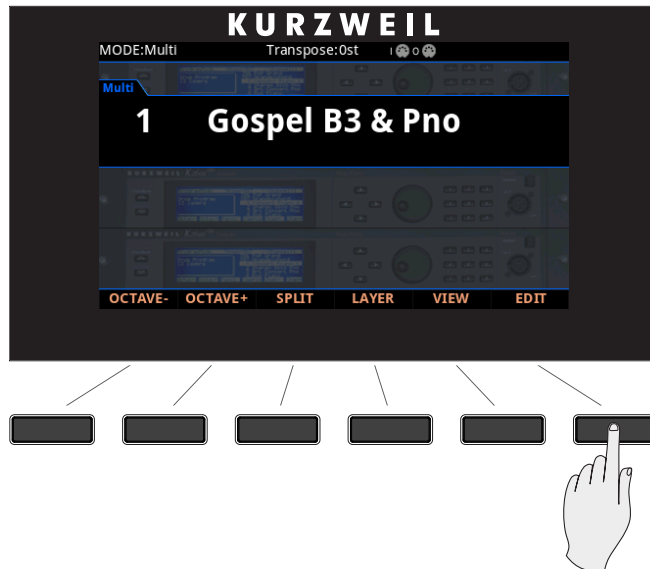 KURZWEIL
MODE:Multi Transpose:0st I O
Multi
1 Gospel B3 & Pno
OCTAVE- OCTAVE+ SPLIT LAYER VIEW EDIT